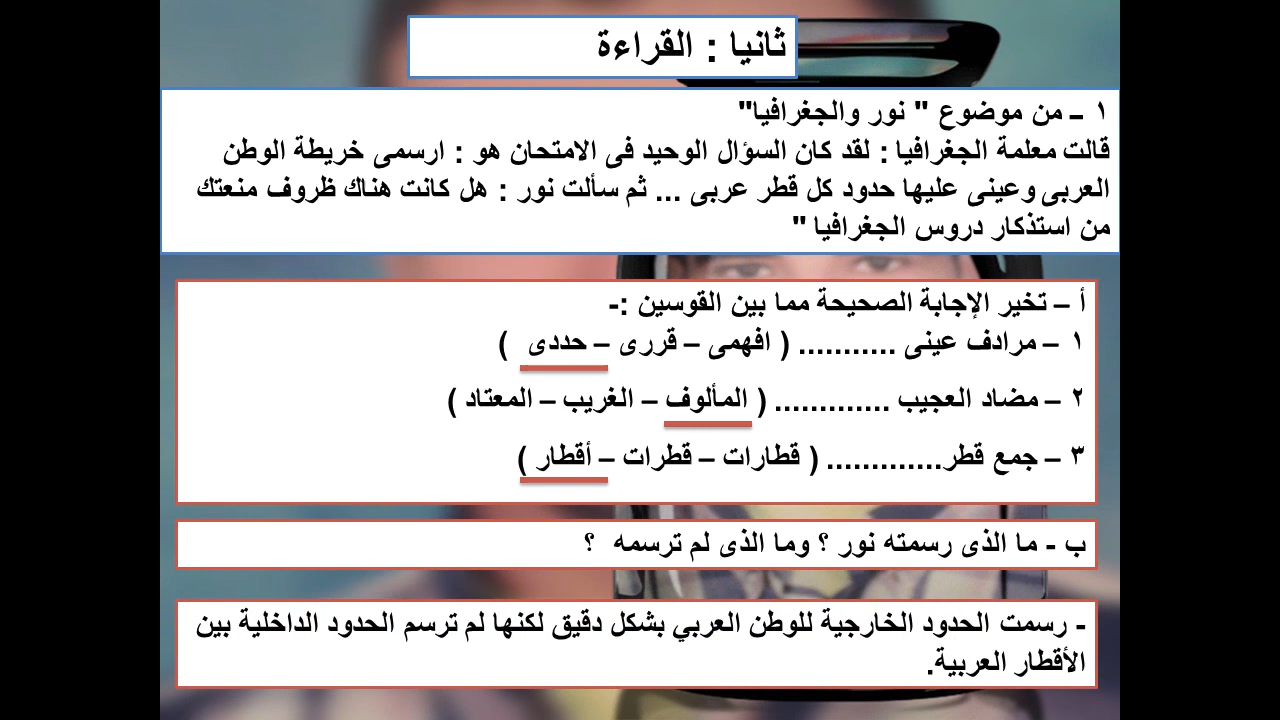 ثانيا : القراءة
١ ــ من موضوع " نور والجغرافيا"
قالت معلمة الجغرافيا : لقد كان السؤال الوحيد فى الامتحان هو : ارسمى خريطة الوطن
العربى وعينى عليها حدود كل قطر عربى ... ثم سألت نور : هل كانت هناك ظروف منعتك
من استذكار دروس الجغرافيا "
أ – تخير الإجابة الصحيحة مما بين القوسين :-
١ – مرادف عينى ........... ( افهمى – قررى – حددى )
٢ – مضاد العجيب ............. ( المألوف – الغريب – المعتاد )
٣ – جمع قطر............. ( قطارات – قطرات – أقطار )
ب - ما الذى رسمته نور ؟ وما الذى لم ترسمه ؟
- رسمت الحدود الخارجية للوطن العربي بشكل دقيق لكنها لم ترسم الحدود الداخلية بين
الأقطار العربية.